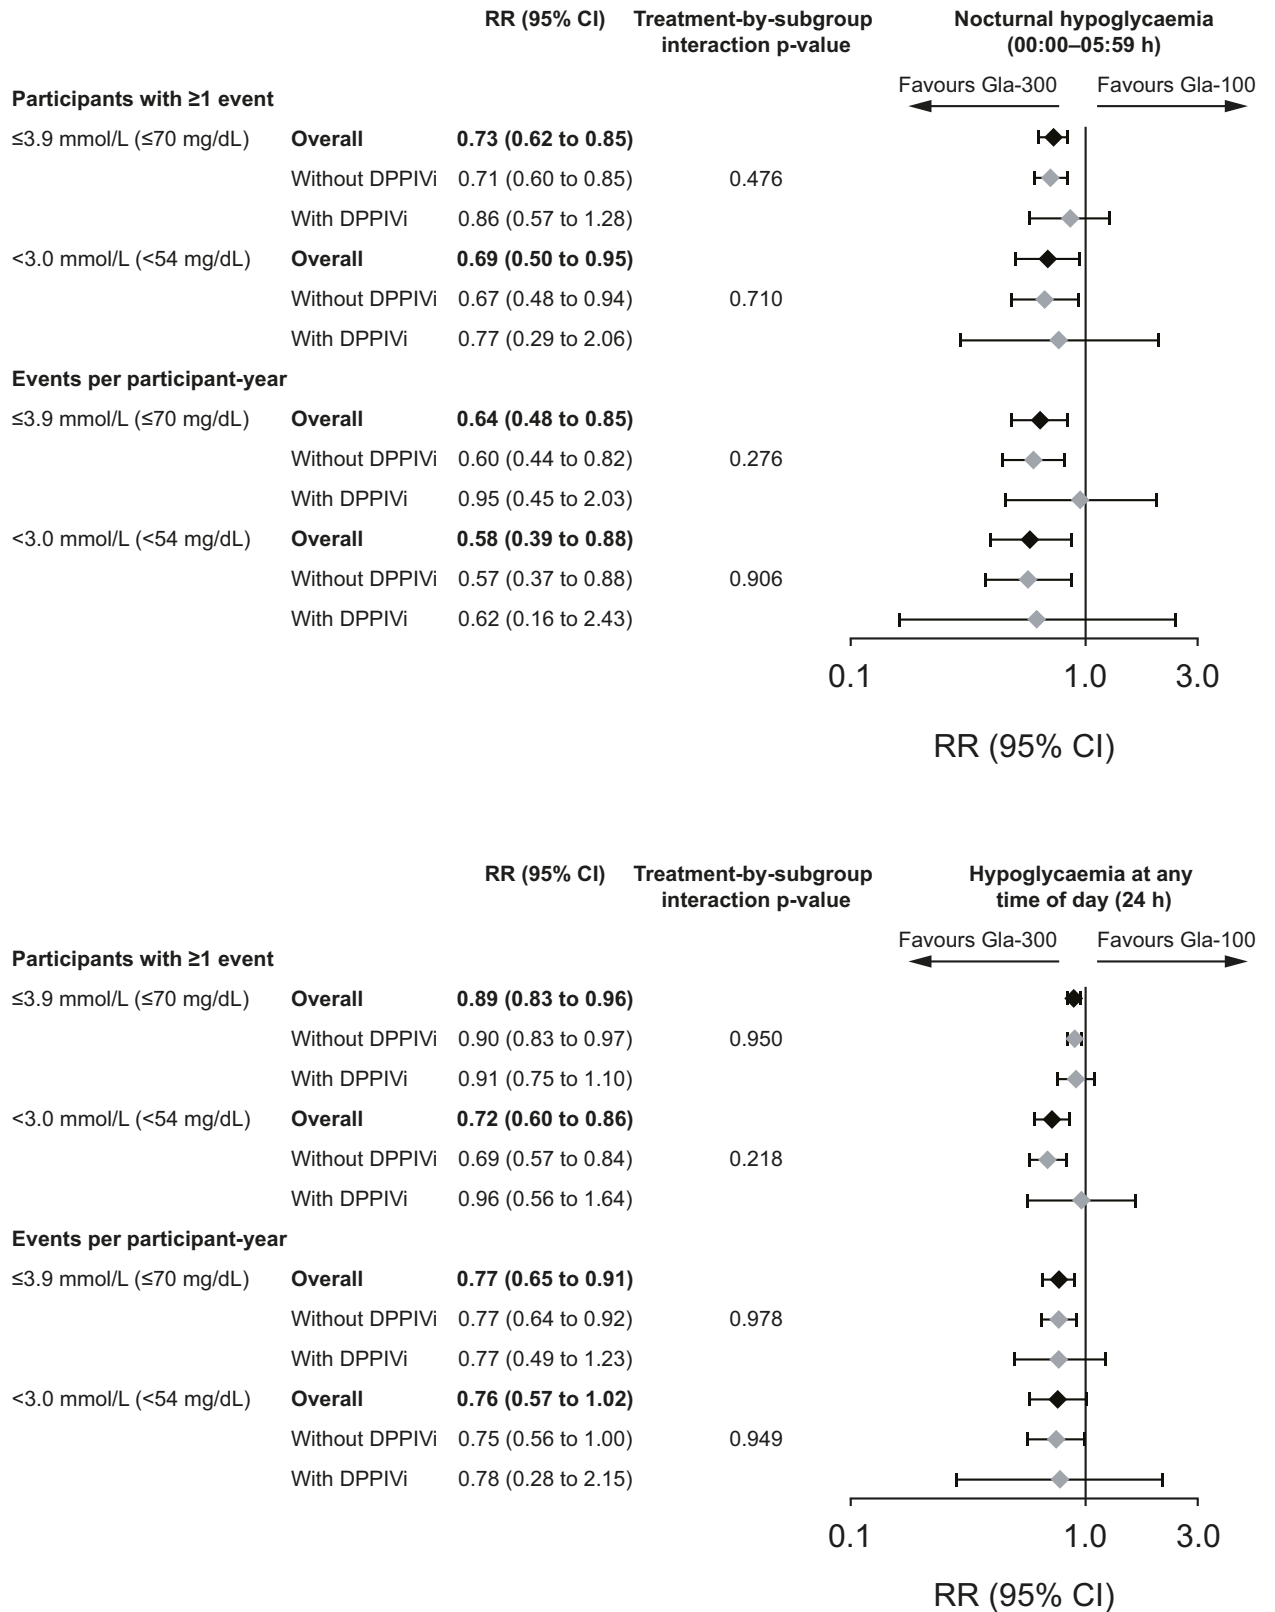 RR (95% CI) Treatment-by-subgroup Nocturnal hypoglycaemia
interaction p-value (00:00–05:59 h)
Favours Gla-300 Favours Gla-100
Participants with ≥1 event
≤3.9 mmol/L (≤70 mg/dL) Overall 0.73 (0.62 to 0.85)
Without DPPIVi 0.71 (0.60 to 0.85) 0.476
With DPPIVi 0.86 (0.57 to 1.28)
<3.0 mmol/L (<54 mg/dL) Overall 0.69 (0.50 to 0.95)
Without DPPIVi 0.67 (0.48 to 0.94) 0.710
With DPPIVi 0.77 (0.29 to 2.06)
Events per participant-year
≤3.9 mmol/L (≤70 mg/dL) Overall 0.64 (0.48 to 0.85)
Without DPPIVi 0.60 (0.44 to 0.82) 0.276
With DPPIVi 0.95 (0.45 to 2.03)
<3.0 mmol/L (<54 mg/dL) Overall 0.58 (0.39 to 0.88)
Without DPPIVi 0.57 (0.37 to 0.88) 0.906
With DPPIVi 0.62 (0.16 to 2.43)
0.1 1.0 3.0
RR (95% CI)
RR (95% CI) Treatment-by-subgroup Hypoglycaemia at any
interaction p-value time of day (24 h)
Favours Gla-300 Favours Gla-100
Participants with ≥1 event
≤3.9 mmol/L (≤70 mg/dL) Overall 0.89 (0.83 to 0.96)
Without DPPIVi 0.90 (0.83 to 0.97) 0.950
With DPPIVi 0.91 (0.75 to 1.10)
<3.0 mmol/L (<54 mg/dL) Overall 0.72 (0.60 to 0.86)
Without DPPIVi 0.69 (0.57 to 0.84) 0.218
With DPPIVi 0.96 (0.56 to 1.64)
Events per participant-year
≤3.9 mmol/L (≤70 mg/dL) Overall 0.77 (0.65 to 0.91)
Without DPPIVi 0.77 (0.64 to 0.92) 0.978
With DPPIVi 0.77 (0.49 to 1.23)
<3.0 mmol/L (<54 mg/dL) Overall 0.76 (0.57 to 1.02)
Without DPPIVi 0.75 (0.56 to 1.00) 0.949
With DPPIVi 0.78 (0.28 to 2.15)
0.1 1.0 3.0
RR (95% CI)